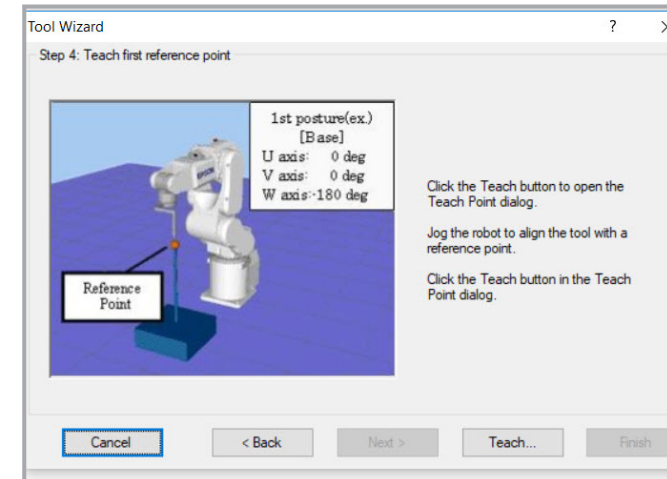 Tool Wizard ? X
Step 4: Teach first reference point
1st posture(ex.)
[Base]
U axis: 0 deg
V axis: 0 deg
W axis:-180 deg
EPSON
Reference
Point
Click the Teach button to open the
Teach Point dialog.
Jog the robot to align the tool with a
reference point.
Click the Teach button in the Teach
Point dialog.
Cancel < Back Next > Teach... Finish